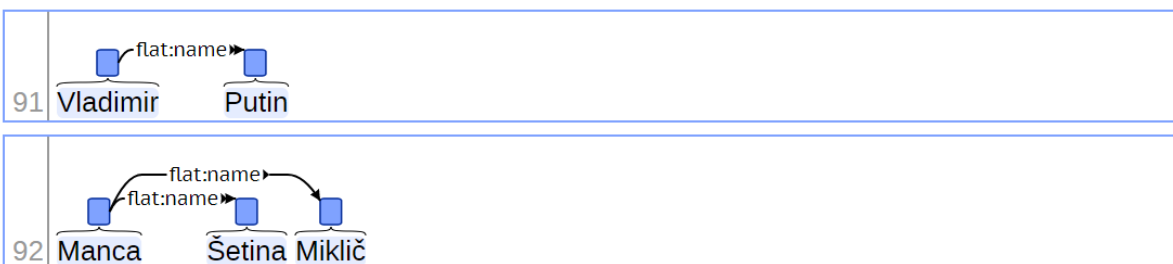 flat:name
91 Vladimir Putin
flat:name
flat:name
92 Manca Šetina Miklič